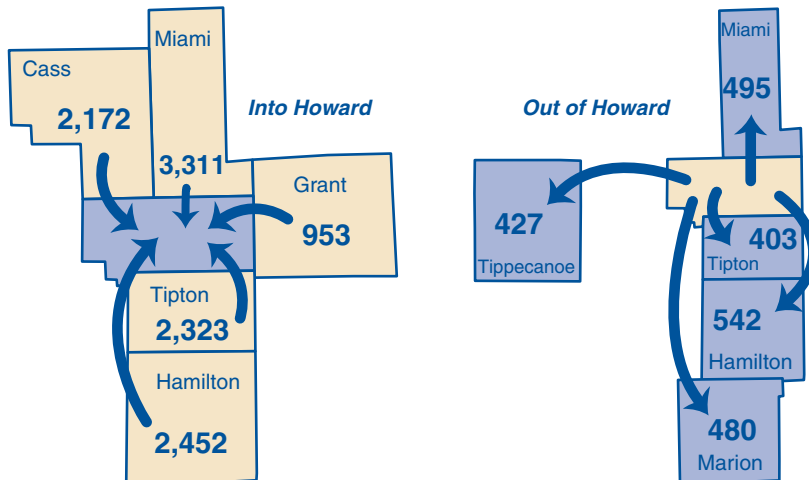 Into Howard
Miami
3,311
Cass
2,172
Grant
953
Tipton
2,323
Hamilton
2,452
Out of Howard
Miami
495
427
Tippecanoe
403
Tipton
542
Hamilton
480
Marion